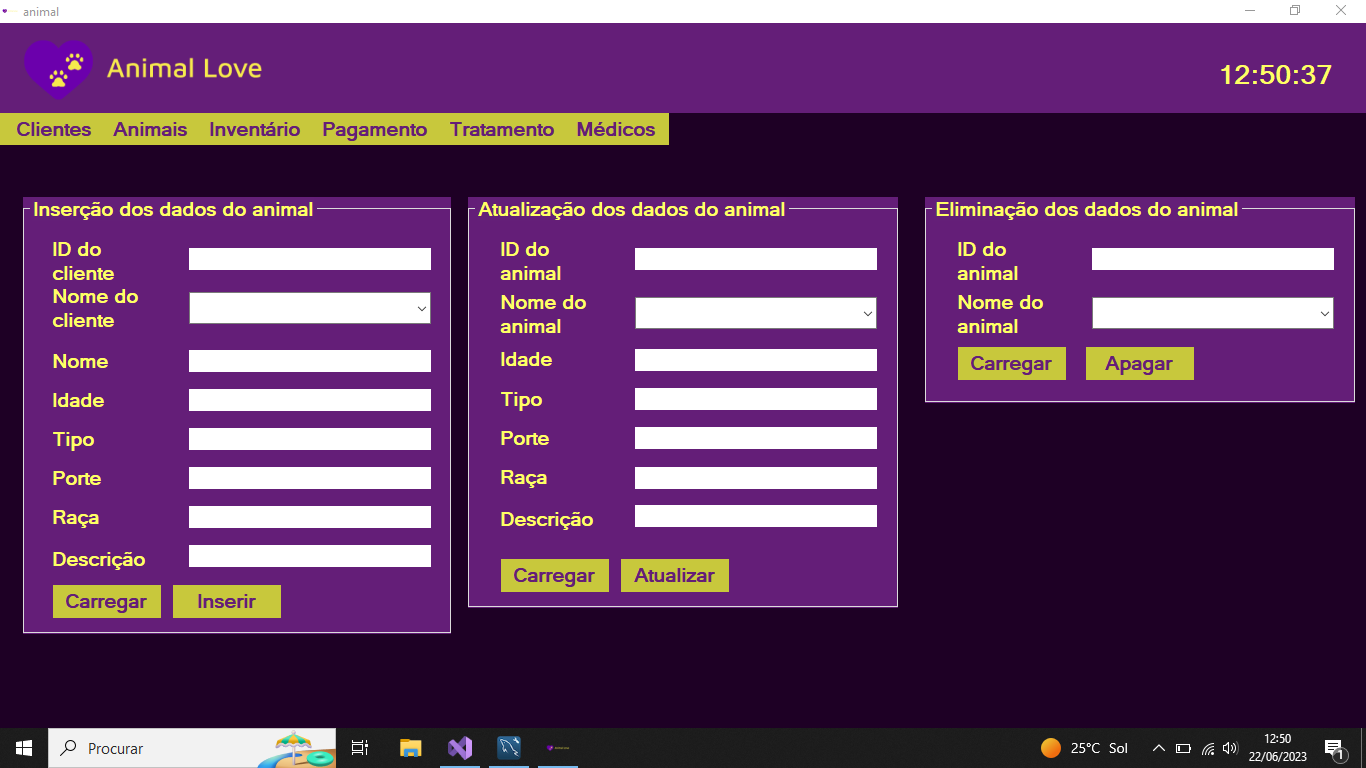 animal
Animal Love
12:50:37
Clientes Animais Inventário Pagamento Tratamento Médicos
Inserção dos dados do animal
ID do
cliente
Nome do
cliente
Nome
Idade
Tipo
Porte
Raça
Descrição
Carregar Inserir
Atualização dos dados do animal
ID do
animal
Nome do
animal
Idade
Tipo
Porte
Raça
Descrição
Carregar Atualizar
Eliminação dos dados do animal
ID do
animal
Nome do
animal
Carregar Apagar
Procurar
25°C Sol
12:50
22/06/2023
1